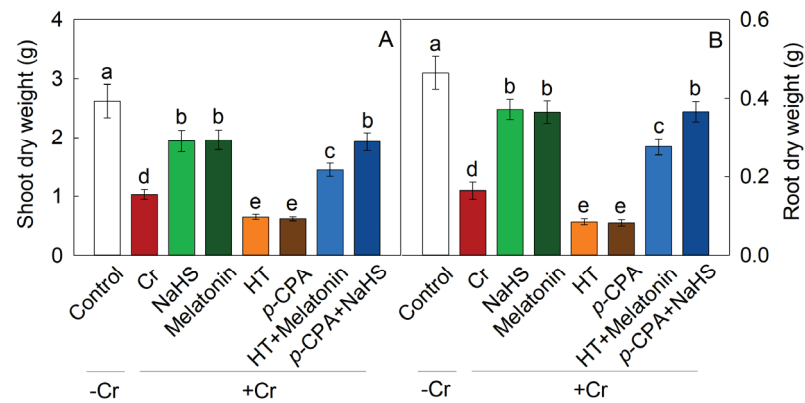 Shoot dry weight (g)
4
3
2
1
0
A
a
d
b
b
e
e
c
b
Control
Cr
NaHS
Melatonin
HT
p-CPA
HT+Melatonin
p-CPA+NaHS
-Cr
+Cr
B
a
d
b
b
e
e
c
b
Control
Cr
NaHS
Melatonin
HT
p-CPA
HT+Melatonin
p-CPA+NaHS
-Cr
+Cr
0.6
0.4
0.2
0.0
Root dry weight (g)